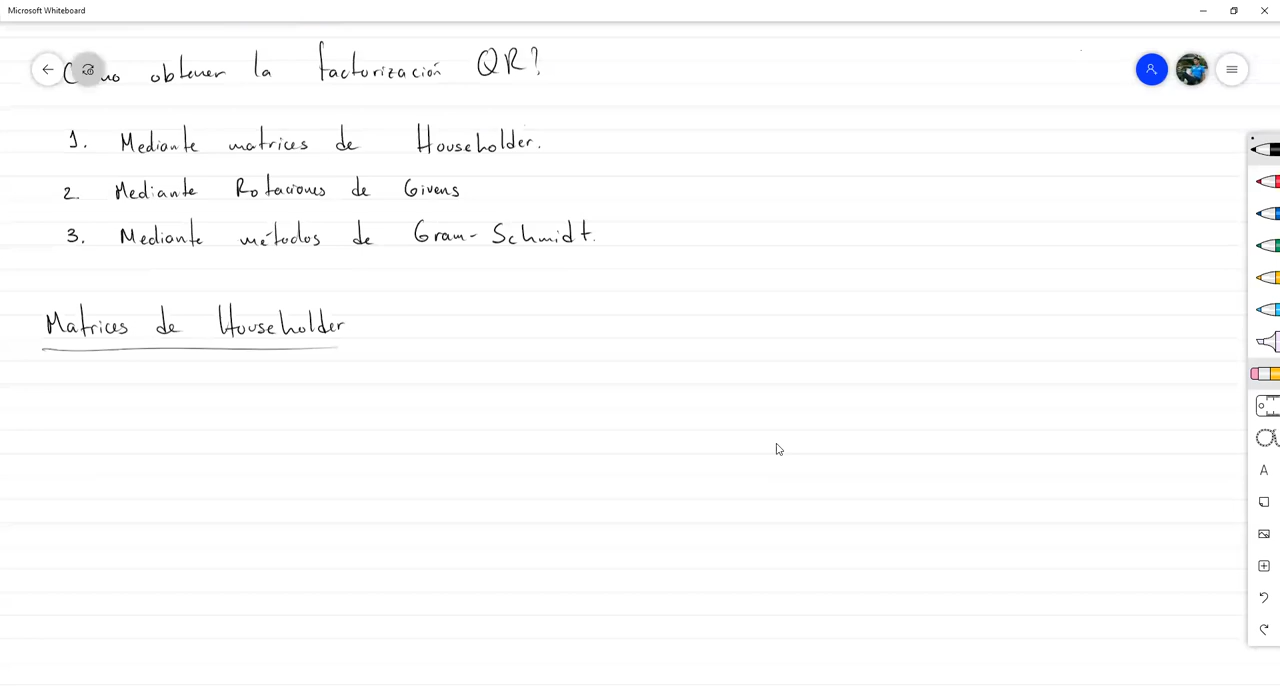 Microsoft Whiteboard
obtener la factorización QR?
1. Mediante matrices de Householder.
2. Mediante Rotaciones de Givens
3. Mediante métodos de Gram-Schmidt.
Matrices de Householder
A